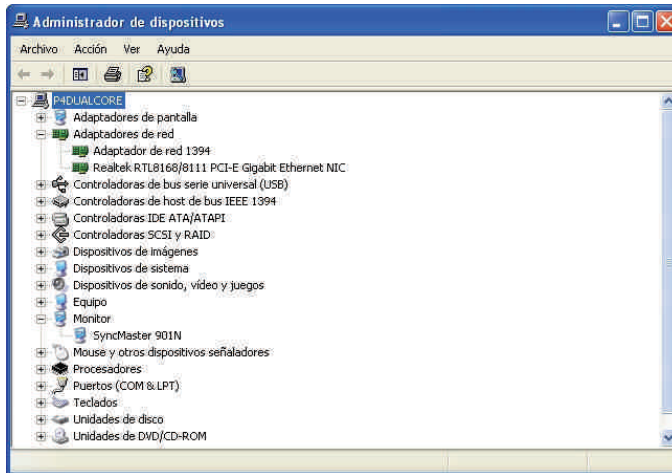 Administrador de dispositivos
Archivo Acción Ver Ayuda
P4DUALCORE
Adaptadores de pantalla
Adaptadores de red
Adaptador de red 1394
Realtek RTL8168/8111 PCI-E Gigabit Ethernet NIC
Controladoras de bus serie universal (USB)
Controladoras de host de bus IEEE 1394
Controladoras IDE ATA/ATAPI
Controladoras SCSI y RAID
Dispositivos de imágenes
Dispositivos de sistema
Dispositivos de sonido, vídeo y juegos
Equipo
Monitor
SyncMaster 901N
Mouse y otros dispositivos señaladores
Procesadores
Puertos (COM & LPT)
Teclados
Unidades de disco
Unidades de DVD/CD-ROM